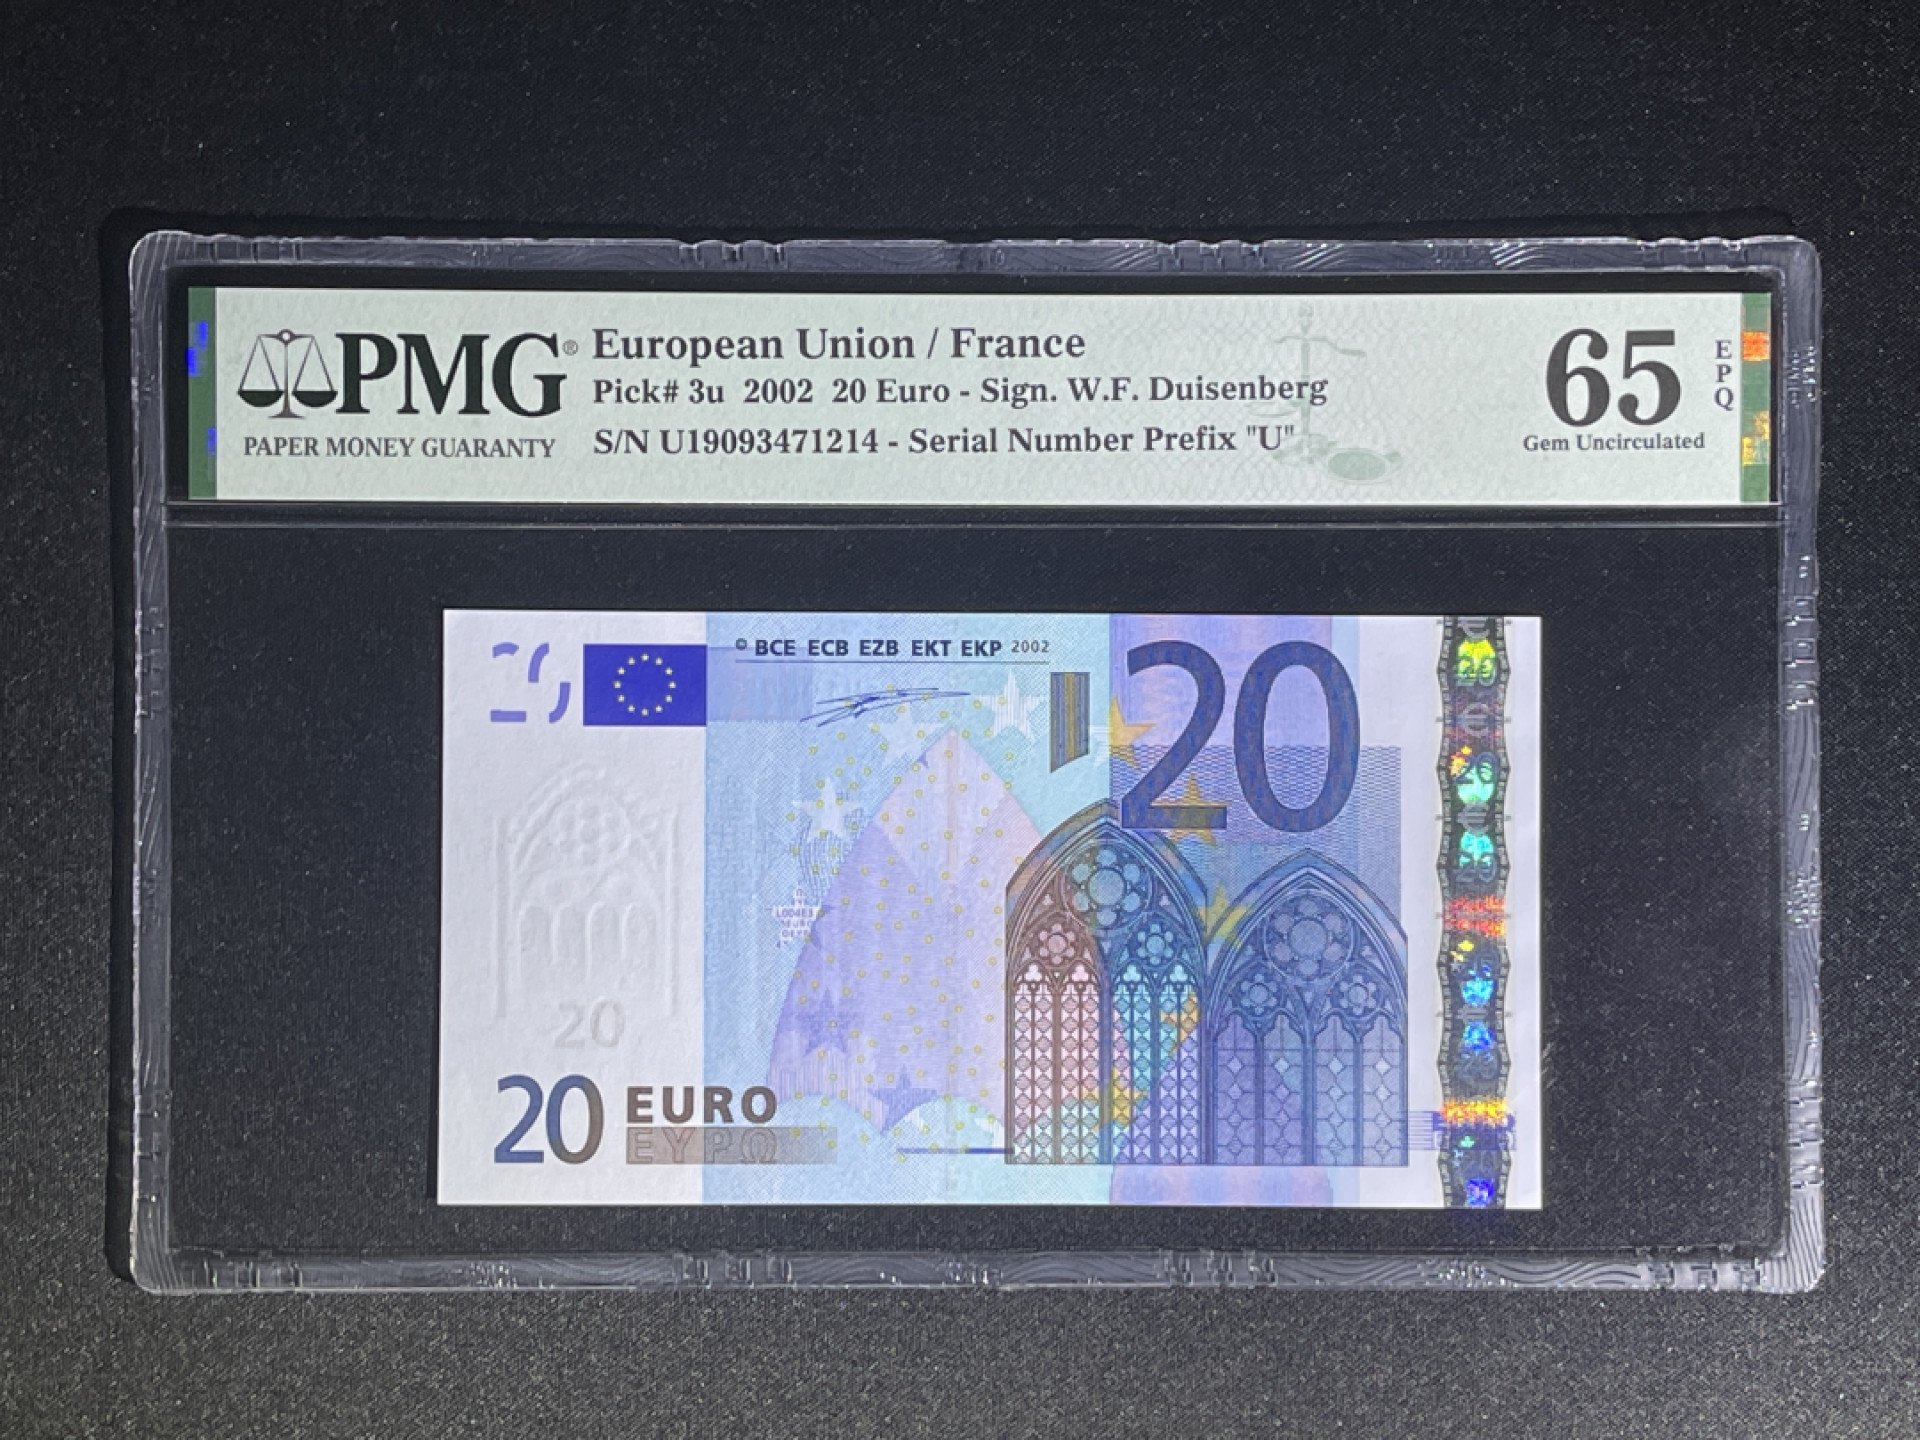 PMG®
PAPER MONEY GUARANTY
European Union / France
Pick# 3u 2002 20 Euro - Sign. W.F. Duisenberg
S/N U19093471214 - Serial Number Prefix "U"
65
Gem Uncirculated
EPQ
© BCE ECB EZB EKT EKP 2002
20
20
20 EURO
ΕΥΡΩ